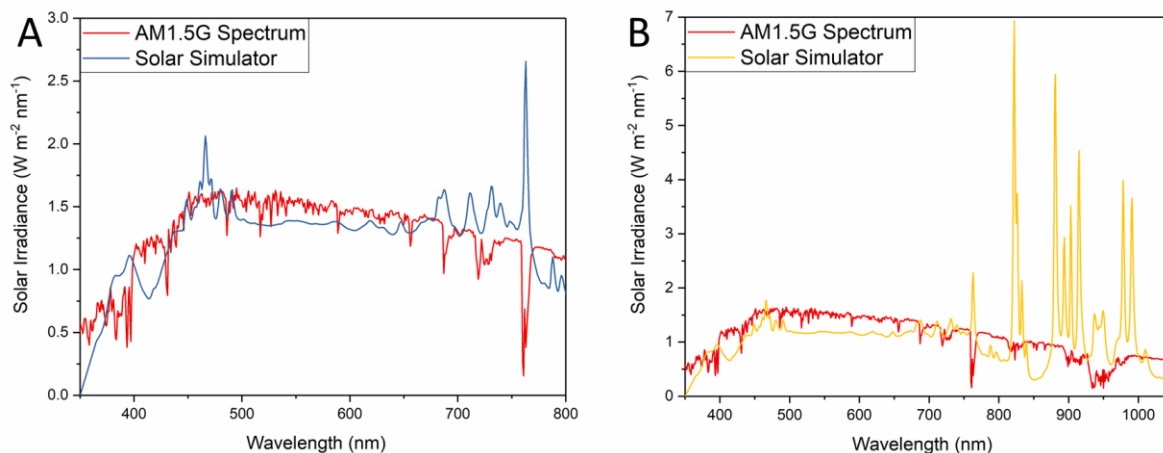 A
AM1.5G Spectrum
Solar Simulator
Solar Irradiance (W m⁻² nm⁻¹)
3.0
2.5
2.0
1.5
1.0
0.5
0.0
400 500 600 700 800
Wavelength (nm)
B
AM1.5G Spectrum
Solar Simulator
Solar Irradiance (W m⁻² nm⁻¹)
7
6
5
4
3
2
1
0
400 500 600 700 800 900 1000
Wavelength (nm)